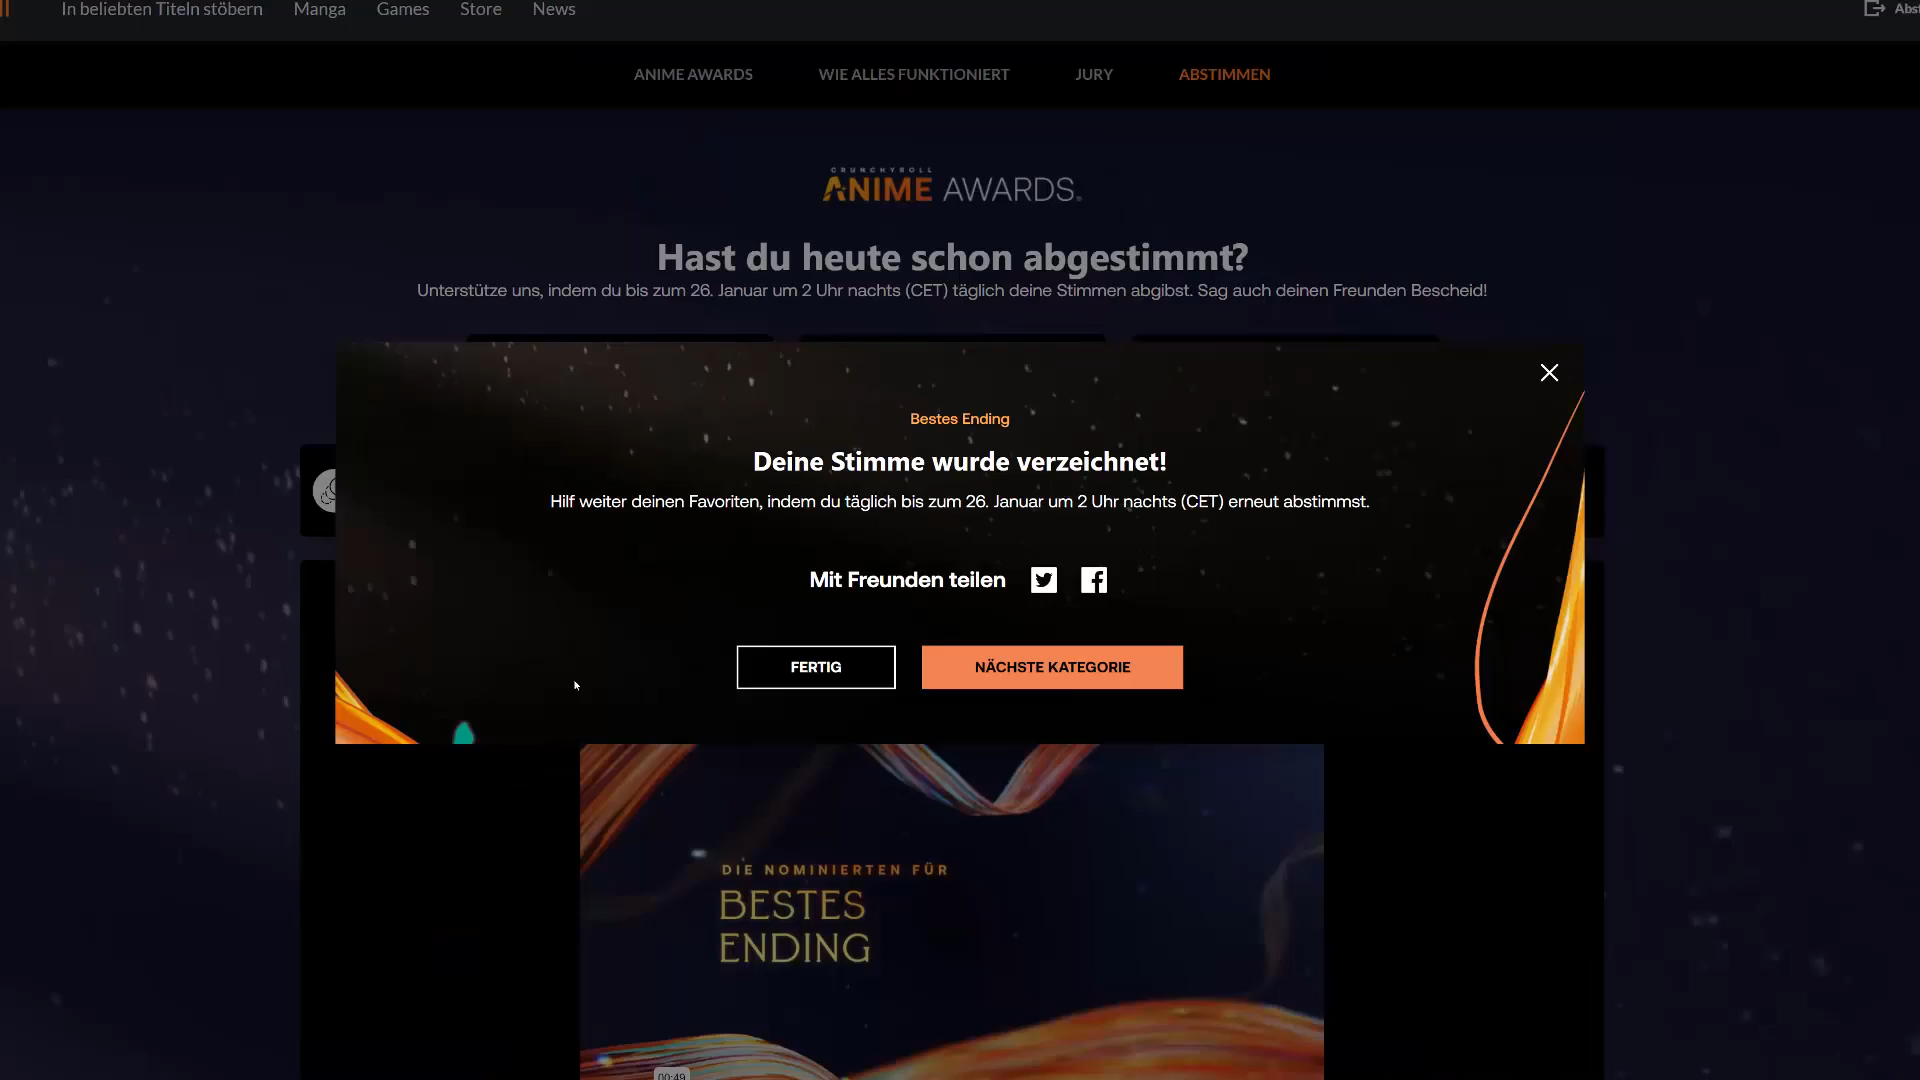 In beliebten Titeln stöbern Manga Games Store News
ANIME AWARDS WIE ALLES FUNKTIONIERT JURY ABSTIMMEN
CRUNCHYROLL
ANIME AWARDS
Hast du heute schon abgestimmt?
Unterstütze uns, indem du bis zum 26. Januar um 2 Uhr nachts (CET) täglich deine Stimmen abgibst. Sag auch deinen Freunden Bescheid!
Bestes Ending
Deine Stimme wurde verzeichnet!
Hilf weiter deinen Favoriten, indem du täglich bis zum 26. Januar um 2 Uhr nachts (CET) erneut abstimmst.
Mit Freunden teilen
FERTIG NÄCHSTE KATEGORIE
DIE NOMINIERTEN FÜR
BESTES
ENDING
00:49